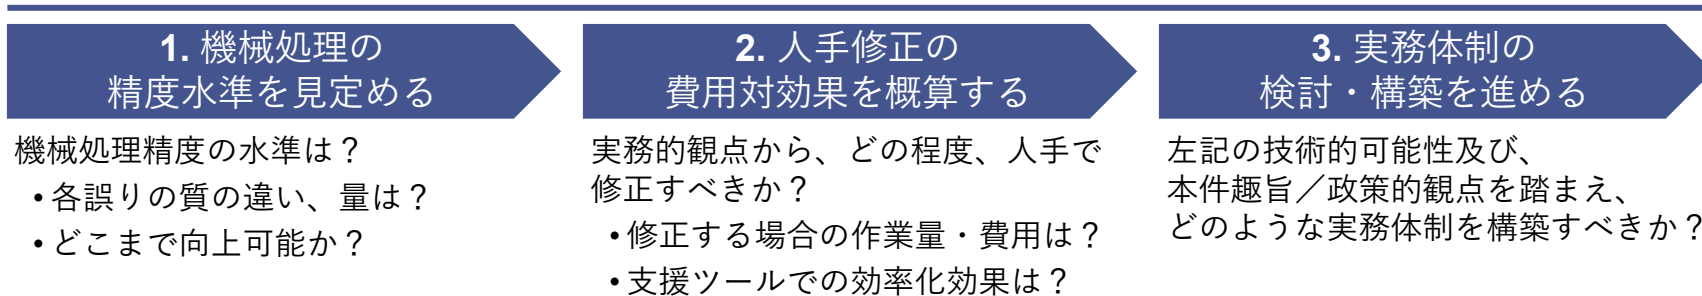 1. 機械処理の
精度水準を見定める
機械処理精度の水準は？
• 各誤りの質の違い、量は？
• どこまで向上可能か？
2. 人手修正の
費用対効果を概算する
実務的観点から、どの程度、人手で
修正すべきか？
• 修正する場合の作業量・費用は？
• 支援ツールでの効率化効果は？
3. 実務体制の
検討・構築を進める
左記の技術的可能性及び、
本件趣旨／政策的観点を踏まえ、
どのような実務体制を構築すべきか？